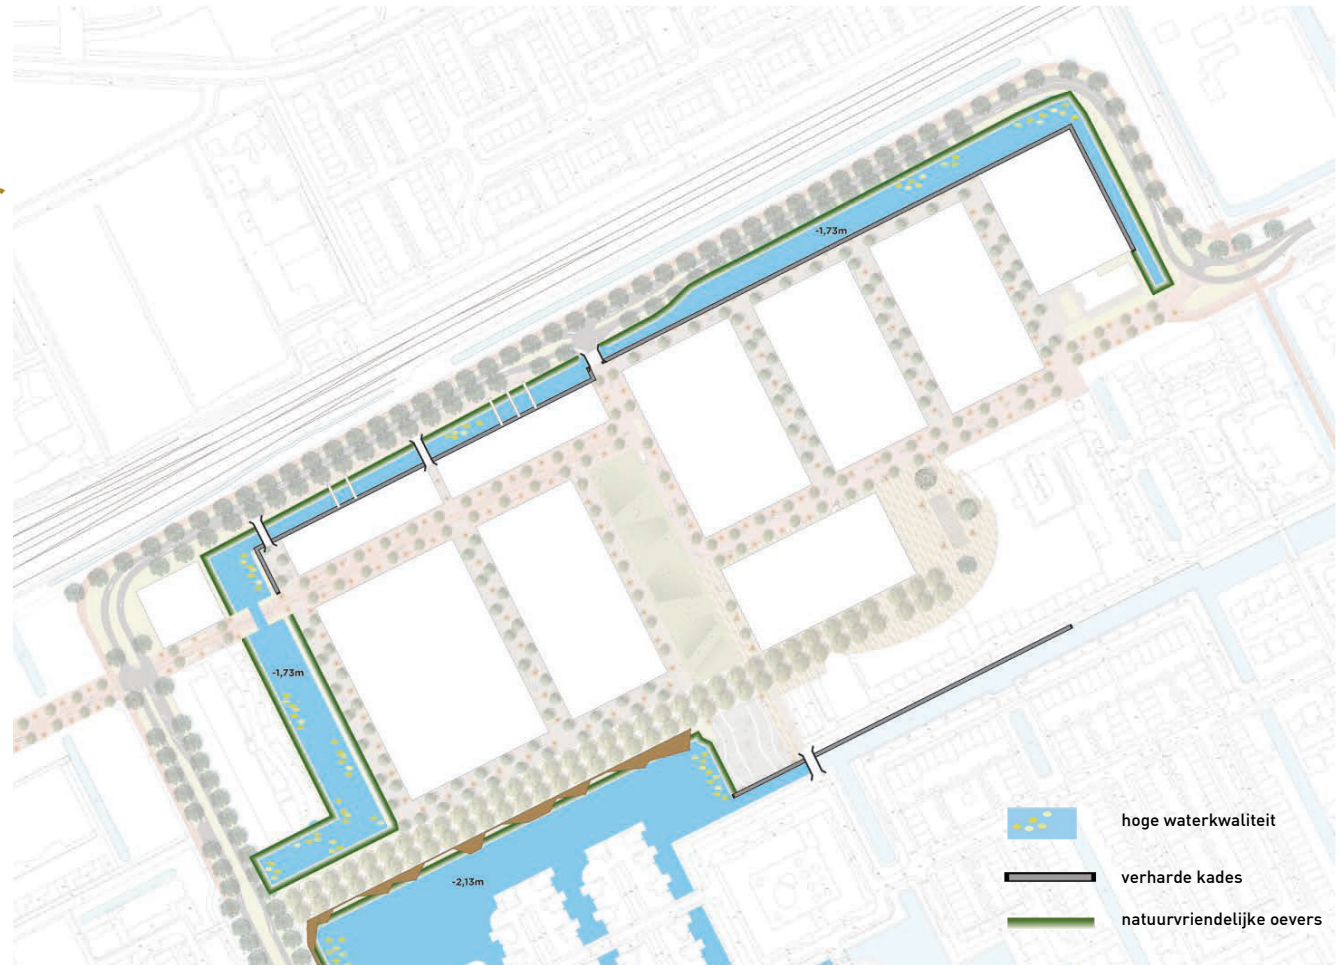 -1,73m
-1,73m
-2,13m
hoge waterkwaliteit
verharde kades
natuurvriendelijke oevers